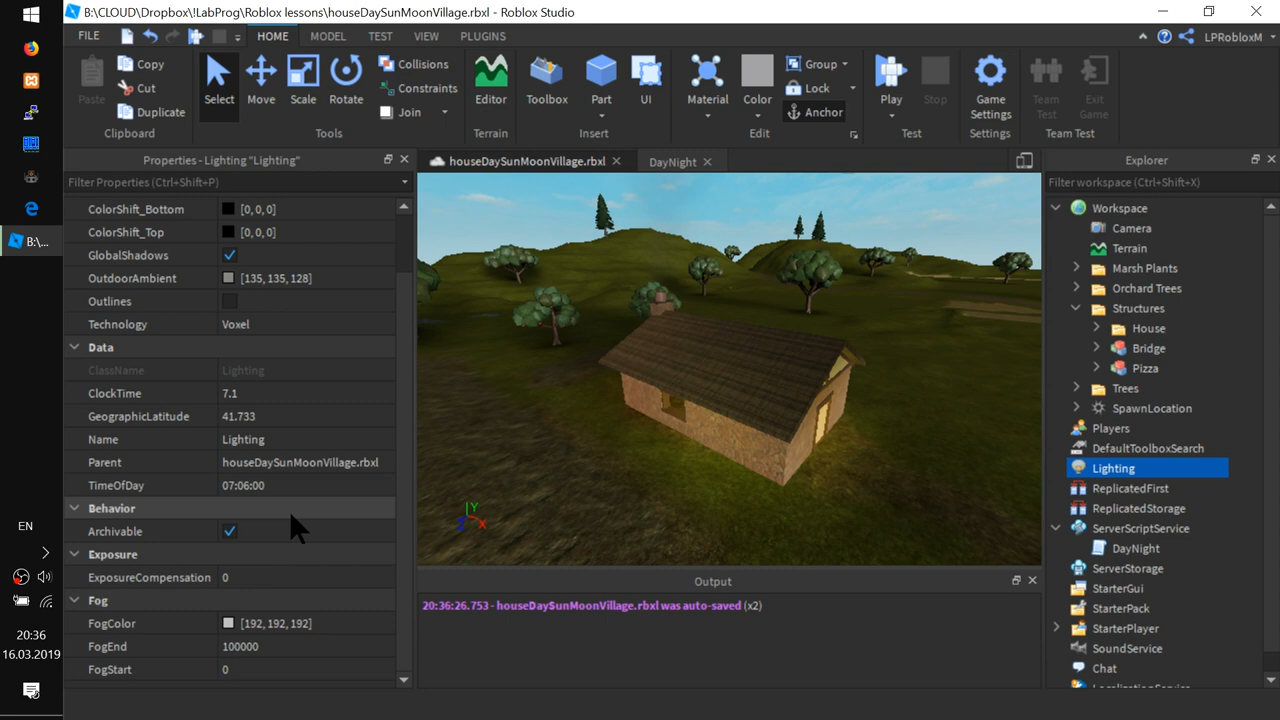 B:\CLOUD\Dropbox\!LabProg\Roblox lessons\houseDaySunMoonVillage.rbxl - Roblox Studio
FILE HOME MODEL TEST VIEW PLUGINS LPRobloxM
Paste Copy Cut Duplicate
Select Move Scale Rotate Collisions Constraints Join
Editor Toolbox Part UI
Material Color Group Lock Anchor
Play Stop Game Settings Team Test Exit Game
Clipboard Tools Terrain Insert Edit Test Settings Team Test
Properties - Lighting "Lighting"
Filter Properties (Ctrl+Shift+P)
ColorShift_Bottom [0, 0, 0]
ColorShift_Top [0, 0, 0]
GlobalShadows
OutdoorAmbient [135, 135, 128]
Outlines
Technology Voxel
Data
ClassName Lighting
ClockTime 7.1
GeographicLatitude 41.733
Name Lighting
Parent houseDaySunMoonVillage.rbxl
TimeOfDay 07:06:00
Behavior
Archivable
Exposure
ExposureCompensation 0
Fog
FogColor [192, 192, 192]
FogEnd 100000
FogStart 0
houseDaySunMoonVillage.rbxl DayNight
Y
Z X
Output
20:36:26.753 - houseDaySunMoonVillage.rbxl was auto-saved (x2)
Explorer
Filter workspace (Ctrl+Shift+X)
Workspace
Camera
Terrain
Marsh Plants
Orchard Trees
Structures
House
Bridge
Pizza
Trees
SpawnLocation
Players
DefaultToolboxSearch
Lighting
ReplicatedFirst
ReplicatedStorage
ServerScriptService
DayNight
ServerStorage
StarterGui
StarterPack
StarterPlayer
SoundService
Chat
B:\...
EN
20:36
16.03.2019